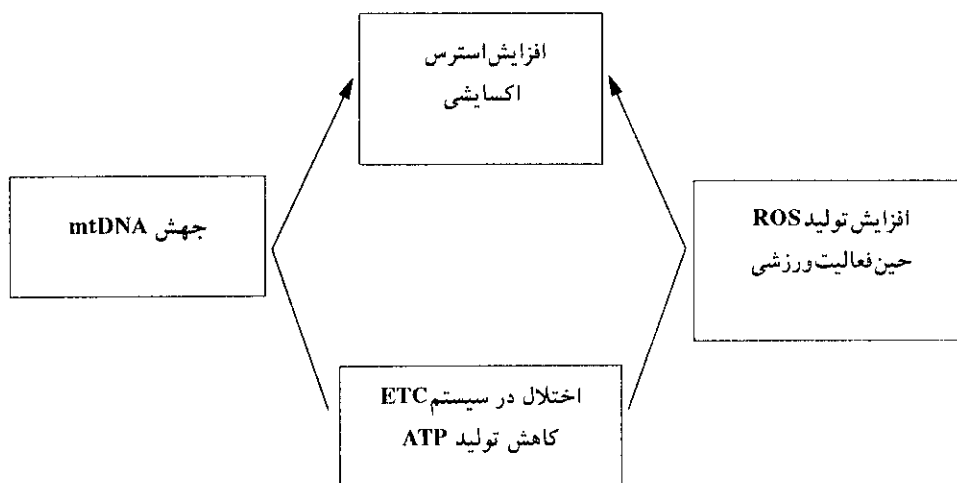 افزایش استرس
اکسایشی
جهش mtDNA
افزایش تولید ROS
حین فعالیت ورزشی
اختلال در سیستم ETC
کاهش تولید ATP